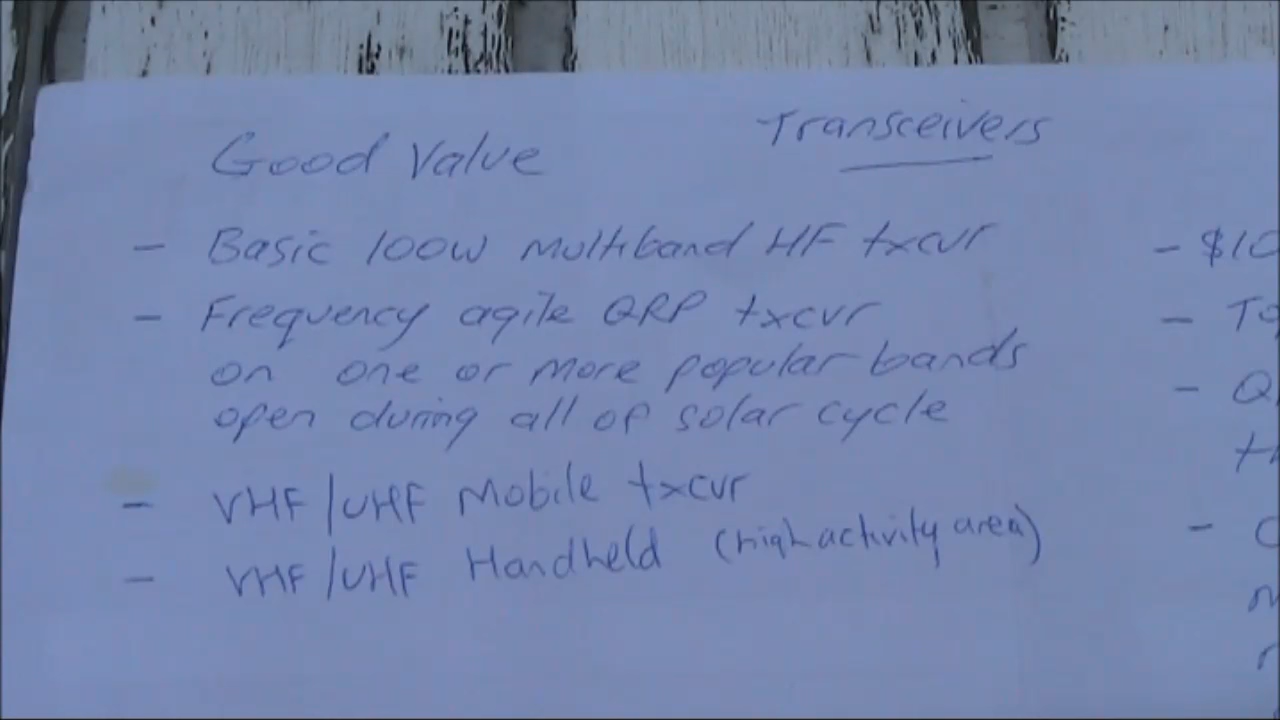 Transceivers
Good Value
- Basic 100W multiband HF txcvr
- Frequency agile QRP txcvr
on one or more popular bands
open during all of solar cycle
- VHF/UHF Mobile txcvr
- VHF/UHF Handheld (high activity area)
- $10